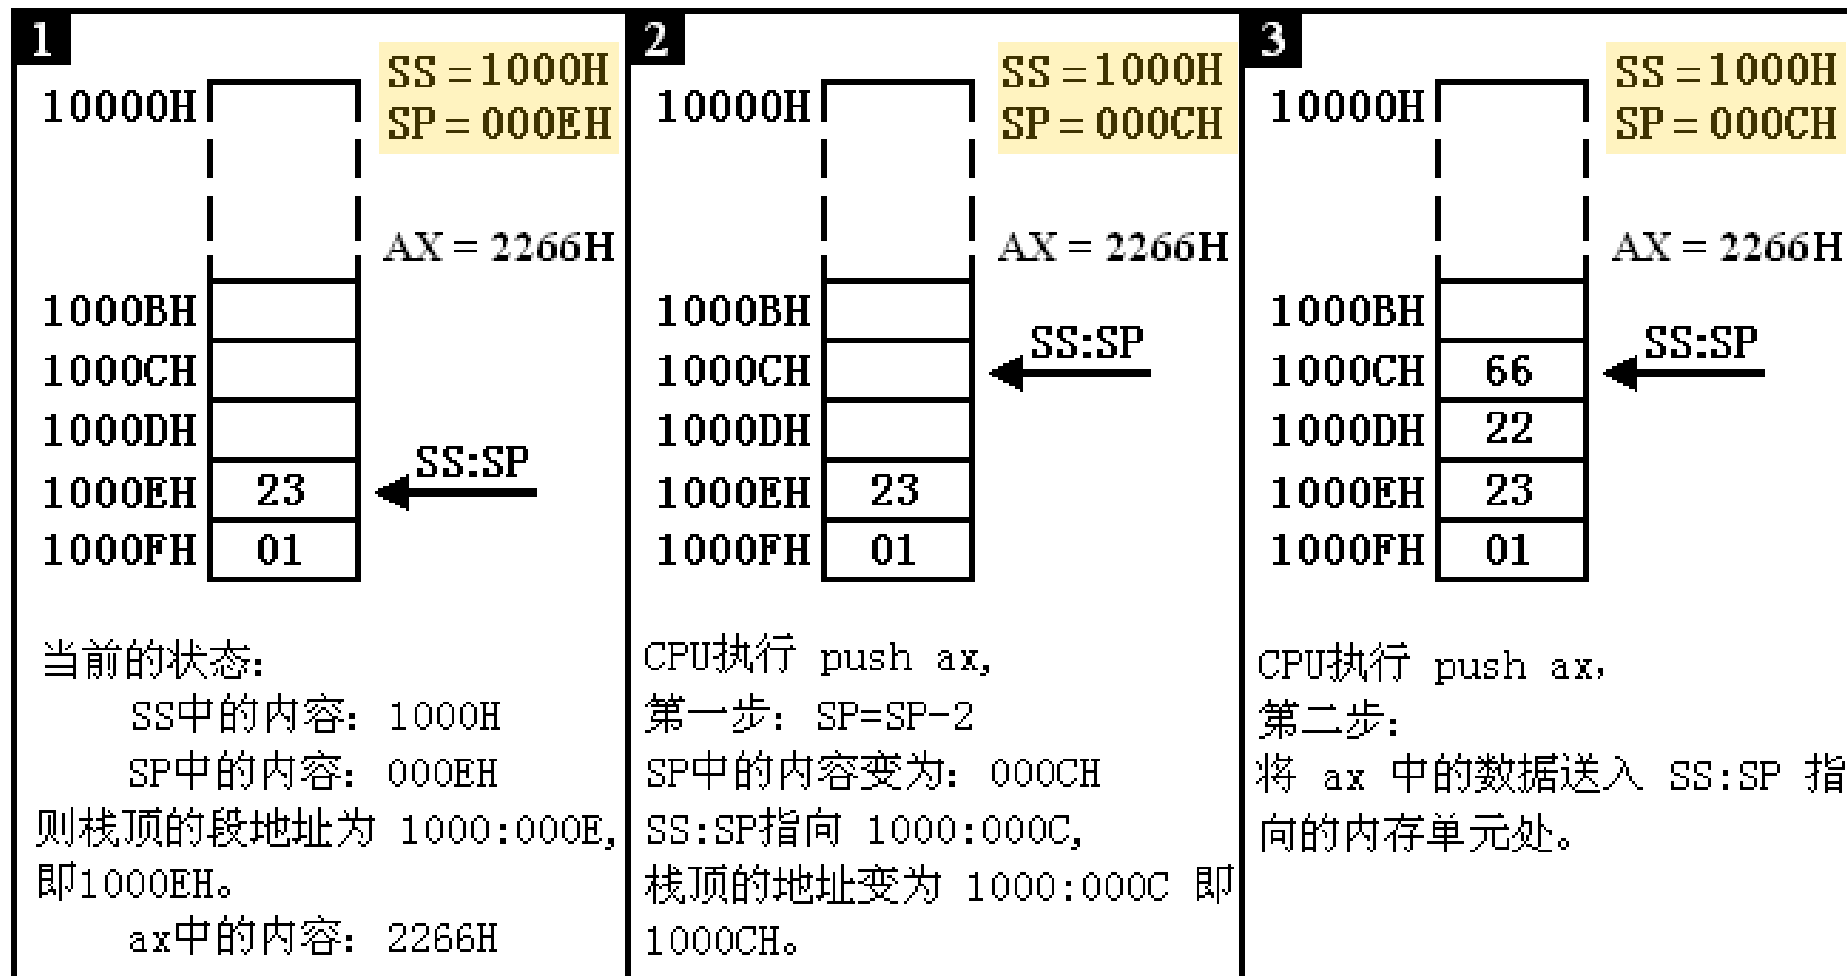 1
SS = 1000H
SP = 000EH
10000H
AX = 2266H
1000BH
1000CH
1000DH
SS:SP
1000EH 23
1000FH 01
当前的状态：
SS中的内容：1000H
SP中的内容：000EH
则栈顶的段地址为 1000:000E,
即1000EH。
ax中的内容：2266H
2
SS = 1000H
SP = 000CH
10000H
AX = 2266H
1000BH
SS:SP
1000CH
1000DH
1000EH 23
1000FH 01
CPU执行 push ax,
第一步：SP=SP-2
SP中的内容变为：000CH
SS:SP指向 1000:000C,
栈顶的地址变为 1000:000C 即
1000CH。
3
SS = 1000H
SP = 000CH
10000H
AX = 2266H
1000BH
SS:SP
1000CH 66
1000DH 22
1000EH 23
1000FH 01
CPU执行 push ax，
第二步：
将 ax 中的数据送入 SS:SP 指
向的内存单元处。